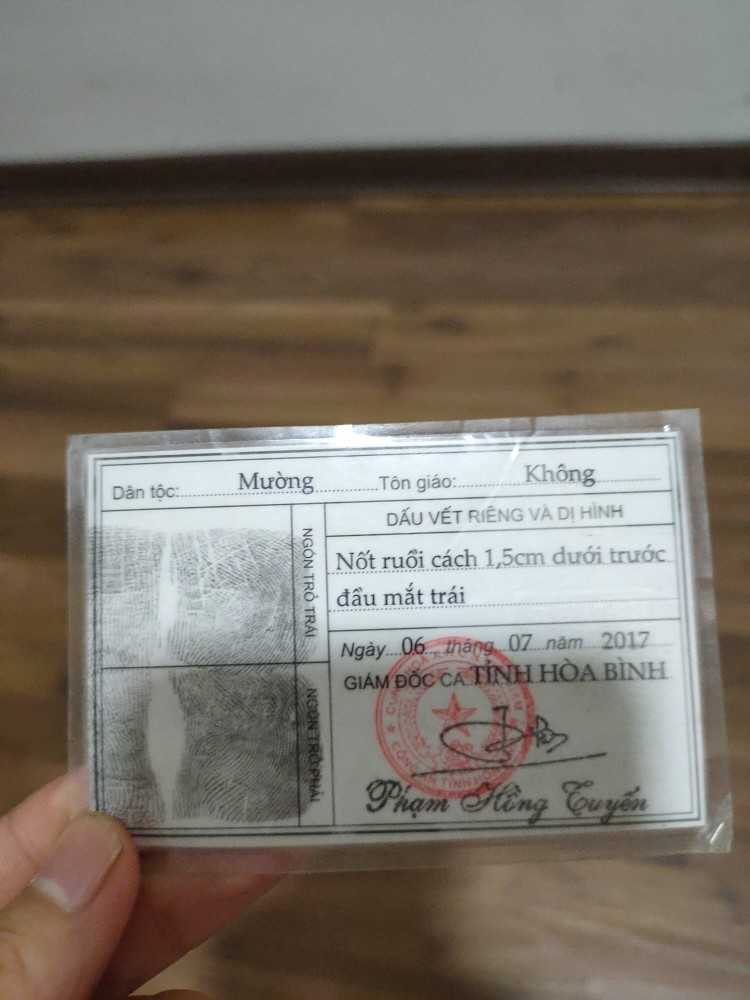 Dân tộc: Mường Tôn giáo: Không
DẤU VẾT RIÊNG VÀ DỊ HÌNH
Nốt ruồi cách 1,5cm dưới trước
đầu mắt trái
NGÓN TRỎ TRÁI
NGÓN TRỎ PHẢI
Ngày 06 tháng 07 năm 2017
GIÁM ĐỐC CA TỈNH HÒA BÌNH
Phạm Hồng Tuyến